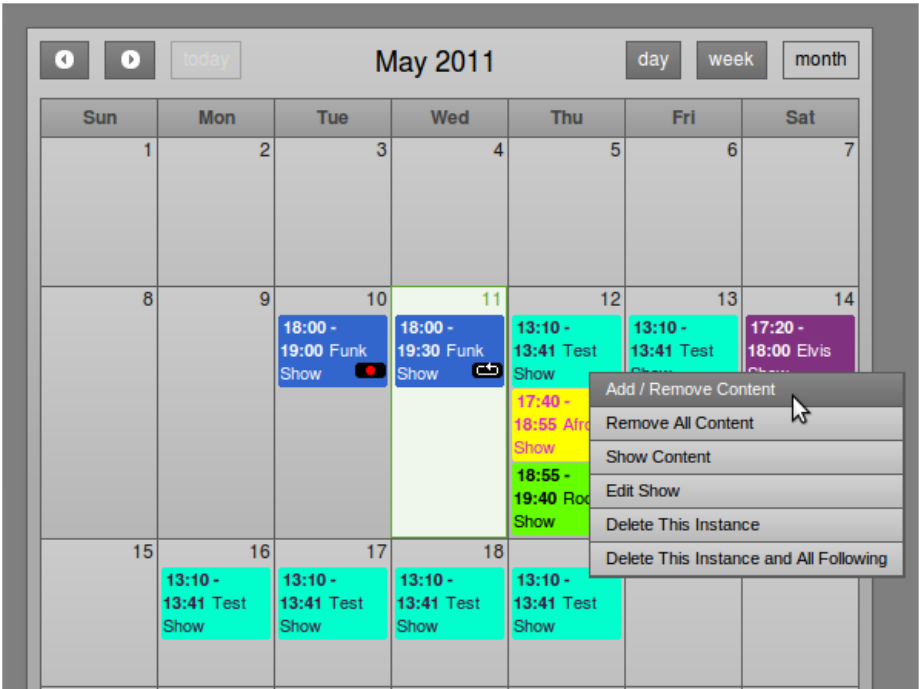 today May 2011 day week month
Sun Mon Tue Wed Thu Fri Sat
1 2 3 4 5 6 7
8 9 10 11 12 13 14
18:00 -
19:00 Funk
Show
18:00 -
19:30 Funk
Show
13:10 -
13:41 Test
Show
17:40 -
18:55
Show
18:55 -
19:40
Show
13:10 -
13:41 Test
Show
17:20 -
18:00 Elvis
Show
Add / Remove Content
Remove All Content
Show Content
Edit Show
Delete This Instance
Delete This Instance and All Following
15 16 17 18
13:10 -
13:41 Test
Show
13:10 -
13:41 Test
Show
13:10 -
13:41 Test
Show
13:10 -
13:41 Test
Show